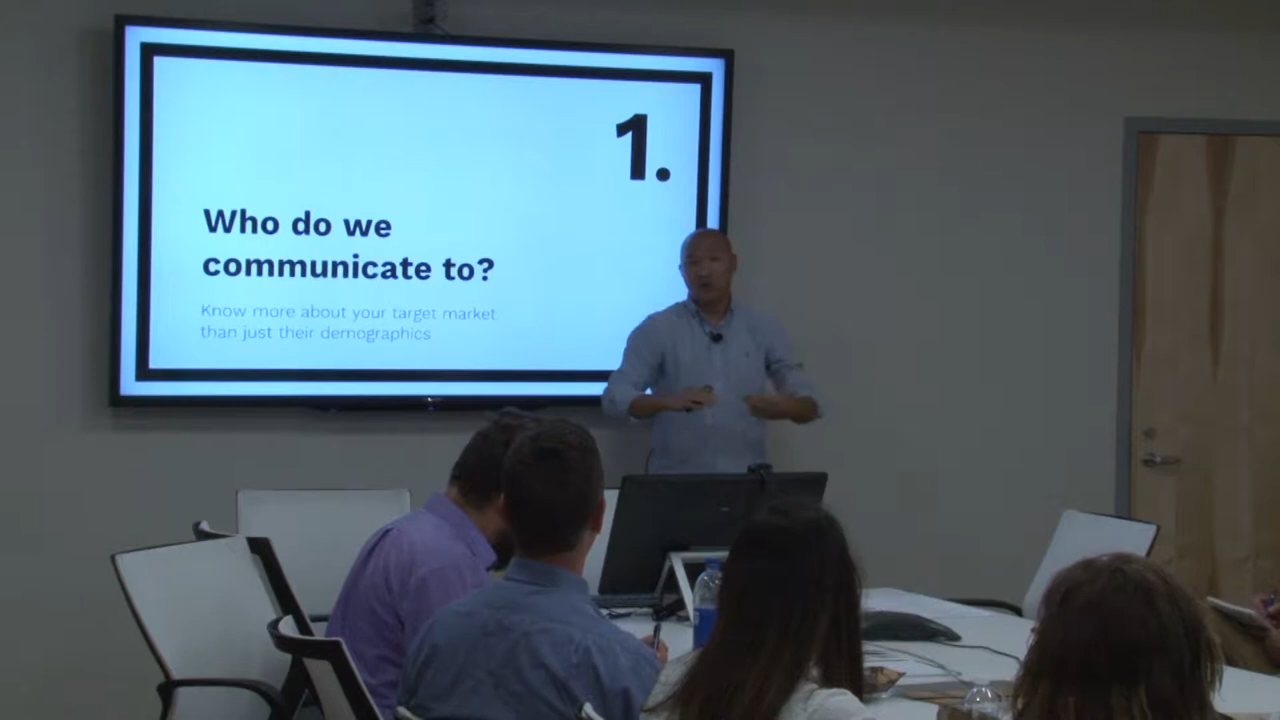 1.
Who do we
communicate to?
Know more about your target market
than just their demographics